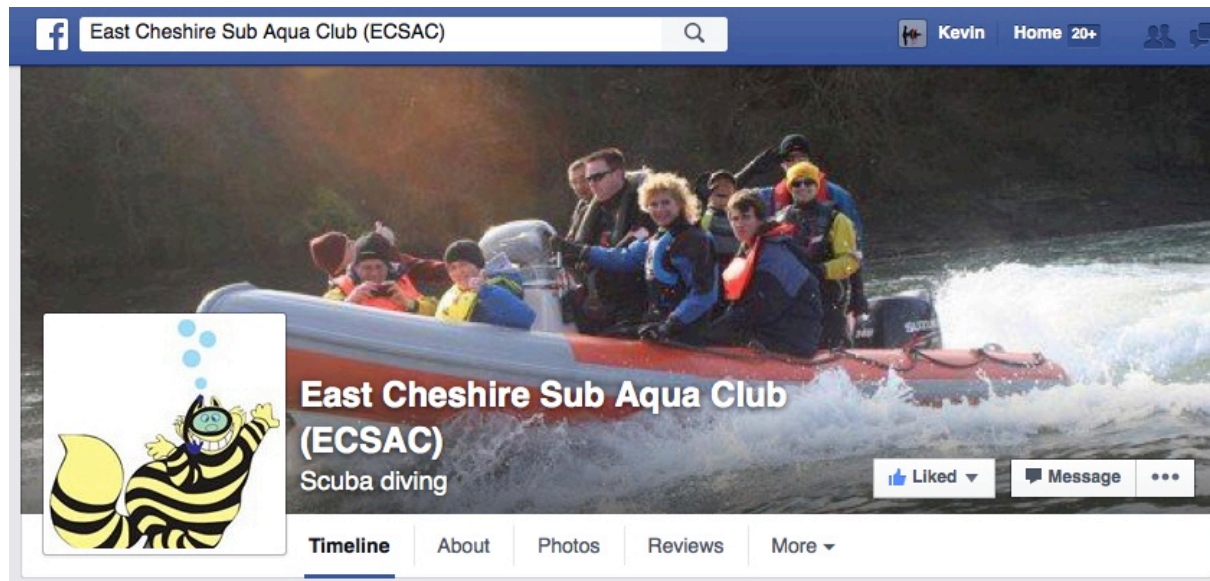 East Cheshire Sub Aqua Club (ECSAC)
Kevin Home 20+
SUZUKI
East Cheshire Sub Aqua Club
(ECSAC)
Scuba diving
Liked Message
Timeline About Photos Reviews More